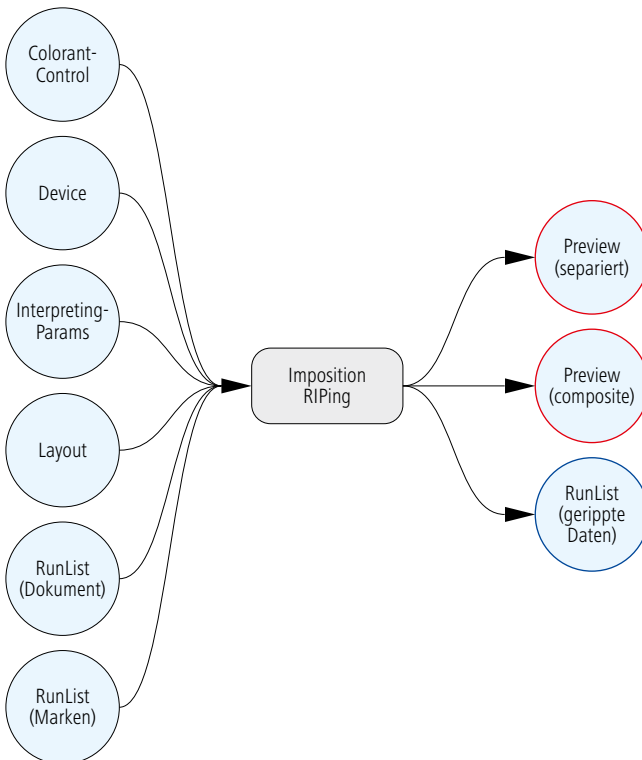 Colorant-
Control
Device
Interpreting-
Params
Layout
RunList
(Dokument)
RunList
(Marken)
Imposition
RIPing
Preview
(separiert)
Preview
(composite)
RunList
(gerippte
Daten)